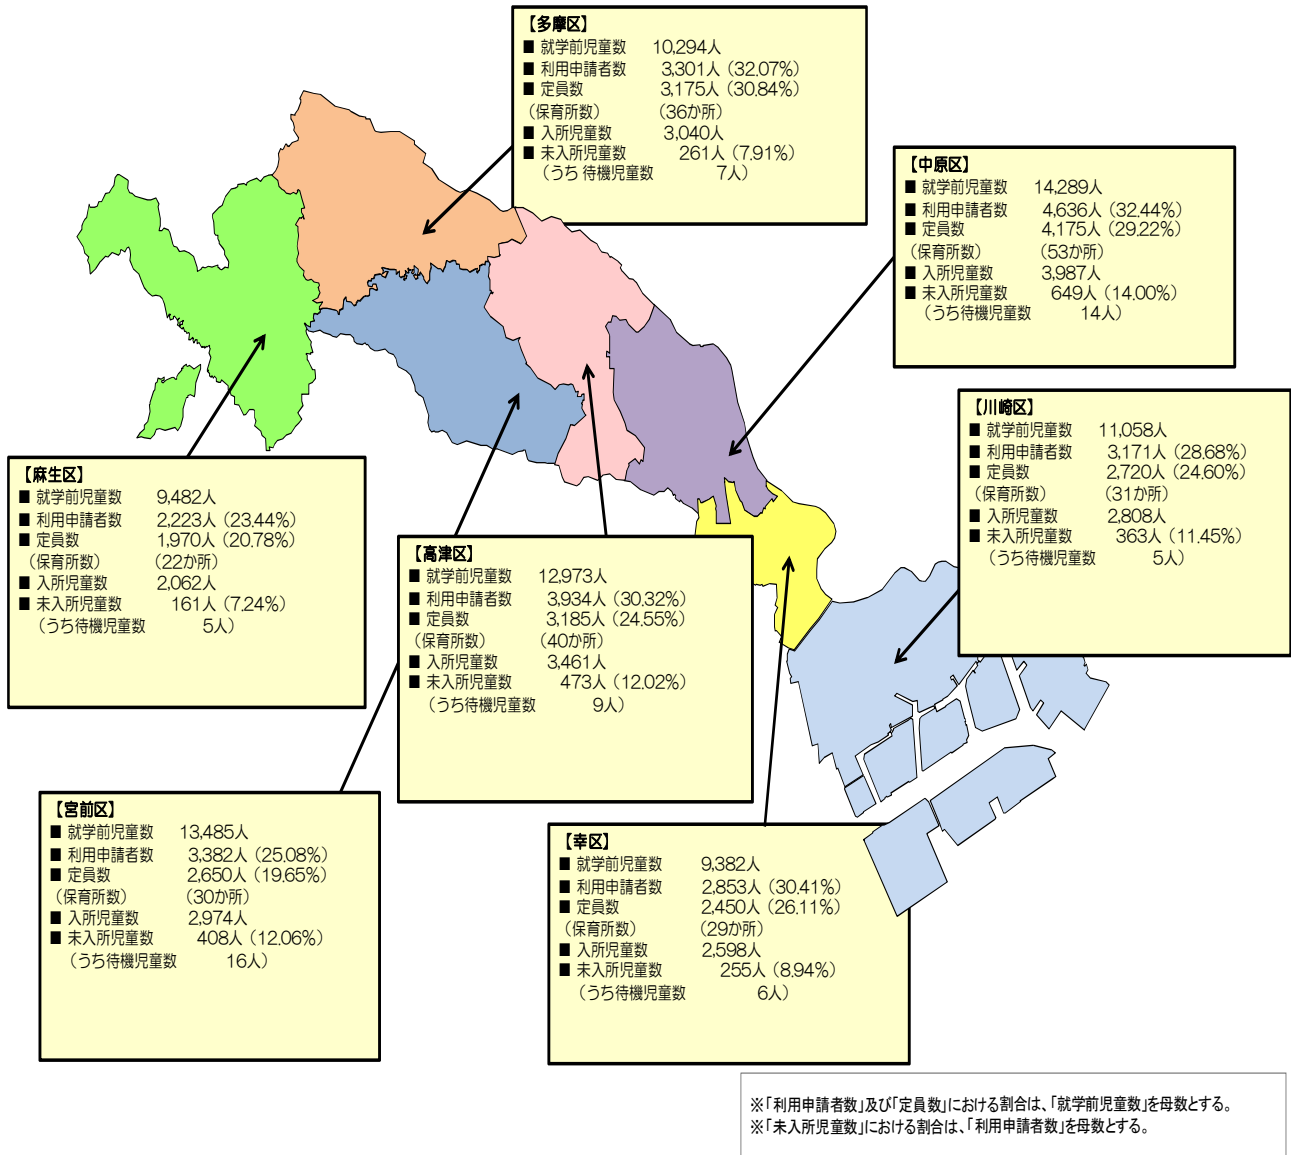 【多摩区】
■ 就学前児童数 10,294人
■ 利用申請者数 3,301人 (32.07%)
■ 定員数 3,175人 (30.84%)
(保育所数) (36か所)
■ 入所児童数 3,040人
■ 未入所児童数 261人 (7.91%)
(うち 待機児童数 7人)
【中原区】
■ 就学前児童数 14,289人
■ 利用申請者数 4,636人 (32.44%)
■ 定員数 4,175人 (29.22%)
(保育所数) (53か所)
■ 入所児童数 3,987人
■ 未入所児童数 649人 (14.00%)
(うち待機児童数 14人)
【川崎区】
■ 就学前児童数 11,058人
■ 利用申請者数 3,171人 (28.68%)
■ 定員数 2,720人 (24.60%)
(保育所数) (31か所)
■ 入所児童数 2,808人
■ 未入所児童数 363人 (11.45%)
(うち待機児童数 5人)
【麻生区】
■ 就学前児童数 9,482人
■ 利用申請者数 2,223人 (23.44%)
■ 定員数 1,970人 (20.78%)
(保育所数) (22か所)
■ 入所児童数 2,062人
■ 未入所児童数 161人 (7.24%)
(うち待機児童数 5人)
【高津区】
■ 就学前児童数 12,973人
■ 利用申請者数 3,934人 (30.32%)
■ 定員数 3,185人 (24.55%)
(保育所数) (40か所)
■ 入所児童数 3,461人
■ 未入所児童数 473人 (12.02%)
(うち待機児童数 9人)
【宮前区】
■ 就学前児童数 13,485人
■ 利用申請者数 3,382人 (25.08%)
■ 定員数 2,650人 (19.65%)
(保育所数) (30か所)
■ 入所児童数 2,974人
■ 未入所児童数 408人 (12.06%)
(うち待機児童数 16人)
【幸区】
■ 就学前児童数 9,382人
■ 利用申請者数 2,853人 (30.41%)
■ 定員数 2,450人 (26.11%)
(保育所数) (29か所)
■ 入所児童数 2,598人
■ 未入所児童数 255人 (8.94%)
(うち待機児童数 6人)
※「利用申請者数」及び「定員数」における割合は、「就学前児童数」を母数とする。
※「未入所児童数」における割合は、「利用申請者数」を母数とする。